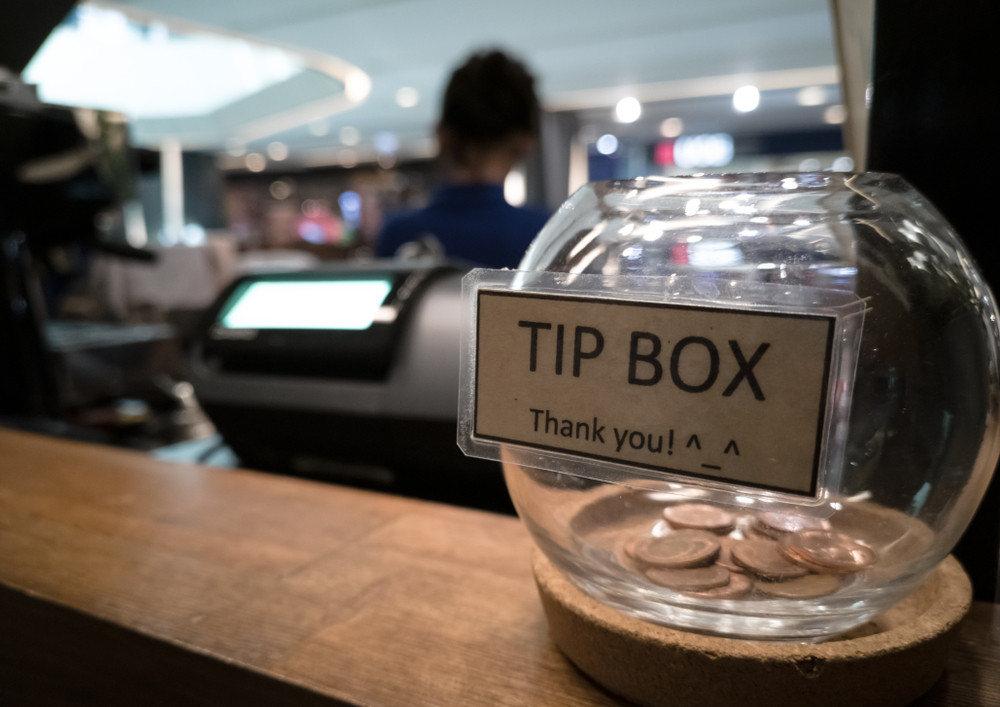 TIP BOX
Thank you! ^_^